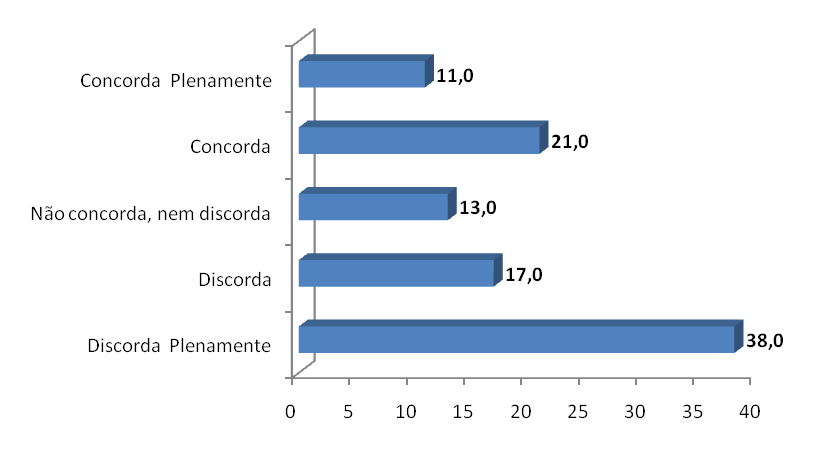 Concorda Plenamente 11,0
Concorda 21,0
Não concorda, nem discorda 13,0
Discorda 17,0
Discorda Plenamente 38,0
0 5 10 15 20 25 30 35 40